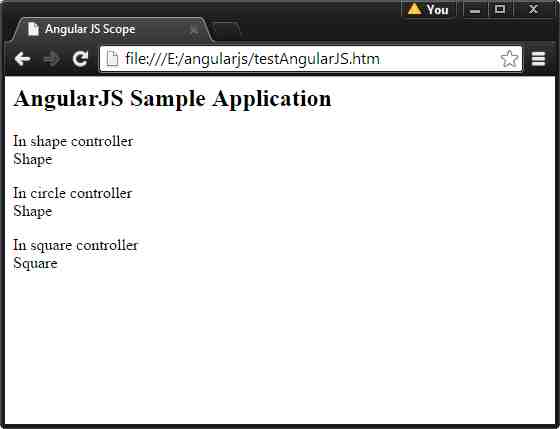 You
Angular JS Scope
file:///E:/angularjs/testAngularJS.htm
AngularJS Sample Application
In shape controller
Shape
In circle controller
Shape
In square controller
Square